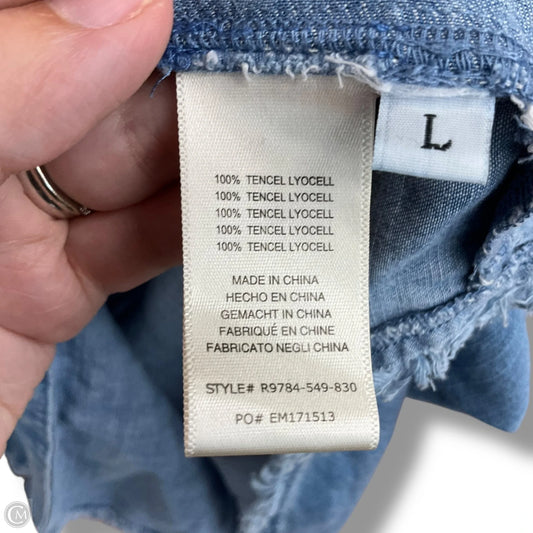 100% TENCEL LYOCELL
100% TENCEL LYOCELL
100% TENCEL LYOCELL
100% TENCEL LYOCELL
100% TENCEL LYOCELL
MADE IN CHINA
HECHO EN CHINA
GEMACHT IN CHINA
FABRIQUÉ EN CHINE
FABRICATO NEGLI CHINA
STYLE# R9784-549-830
PO# EM171513
L